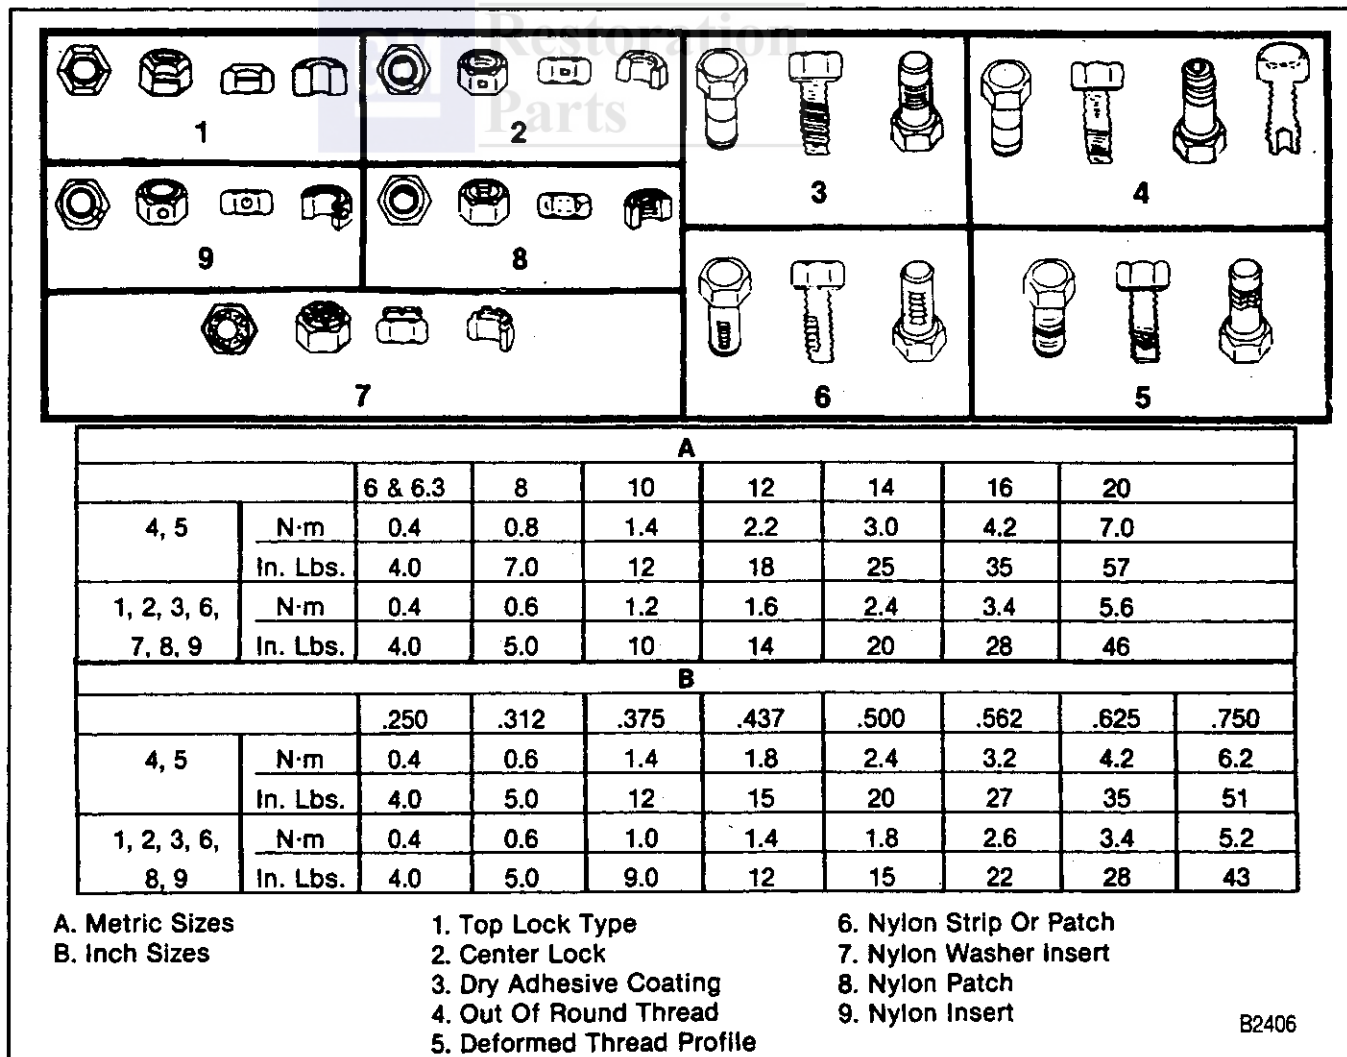 GM Restoration
Parts
1
2
3
4
9
8
7
6
5
A
6 & 6.3 8 10 12 14 16 20
4, 5 N·m 0.4 0.8 1.4 2.2 3.0 4.2 7.0
In. Lbs. 4.0 7.0 12 18 25 35 57
1, 2, 3, 6, N·m 0.4 0.6 1.2 1.6 2.4 3.4 5.6
7, 8, 9 In. Lbs. 4.0 5.0 10 14 20 28 46
B
.250 .312 .375 .437 .500 .562 .625 .750
4, 5 N·m 0.4 0.6 1.4 1.8 2.4 3.2 4.2 6.2
In. Lbs. 4.0 5.0 12 15 20 27 35 51
1, 2, 3, 6, N·m 0.4 0.6 1.0 1.4 1.8 2.6 3.4 5.2
8, 9 In. Lbs. 4.0 5.0 9.0 12 15 22 28 43
A. Metric Sizes
B. Inch Sizes
1. Top Lock Type
2. Center Lock
3. Dry Adhesive Coating
4. Out Of Round Thread
5. Deformed Thread Profile
6. Nylon Strip Or Patch
7. Nylon Washer Insert
8. Nylon Patch
9. Nylon Insert
B2406